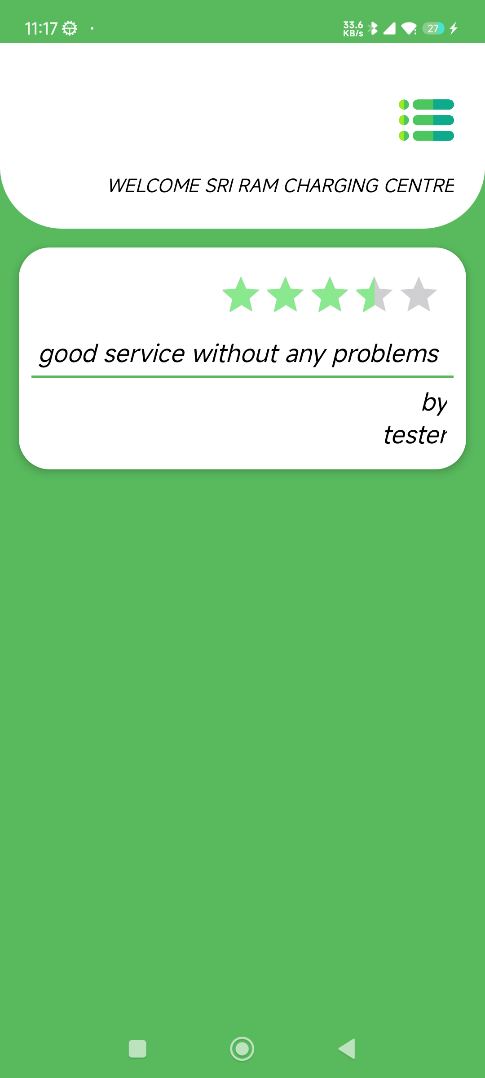 11:17
33.6
KB/s
27
WELCOME SRI RAM CHARGING CENTRE
good service without any problems
by
tester